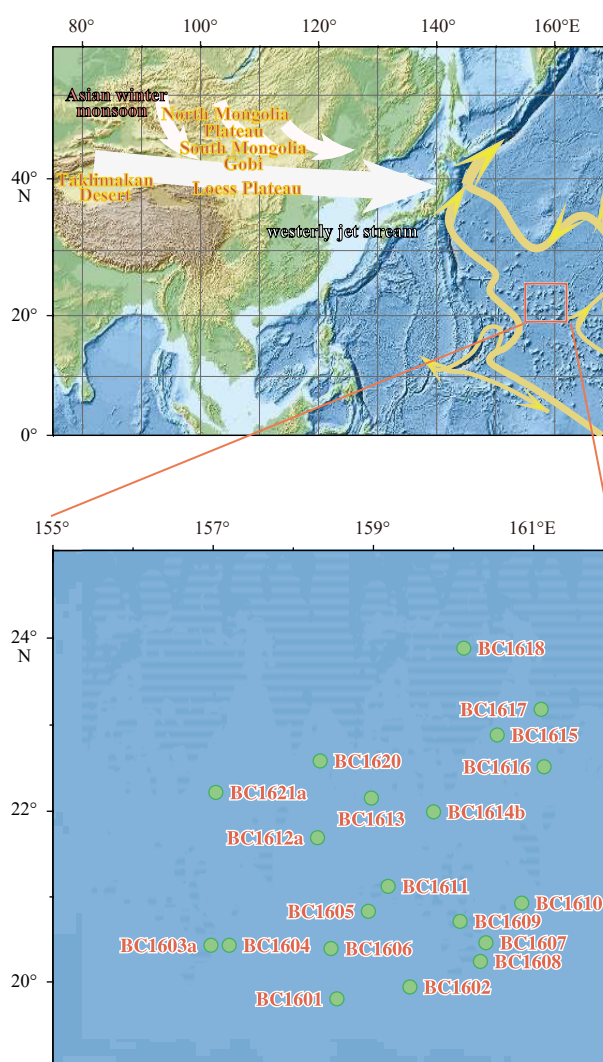 80°
100°
120°
140°
160°E
Asian winter
monsoon
North Mongolia
Plateau
South Mongolia
Gobi
40°
N
Taklimakan
Desert
Loess Plateau
westerly jet stream
20°
0°
155°
157°
159°
161°E
24°
N
BC1618
BC1617
BC1615
BC1620
BC1616
BC1621a
BC1613
22°
BC1614b
BC1612a
BC1611
BC1610
BC1605
BC1609
BC1603a
BC1604
BC1606
BC1607
BC1608
20°
BC1602
BC1601